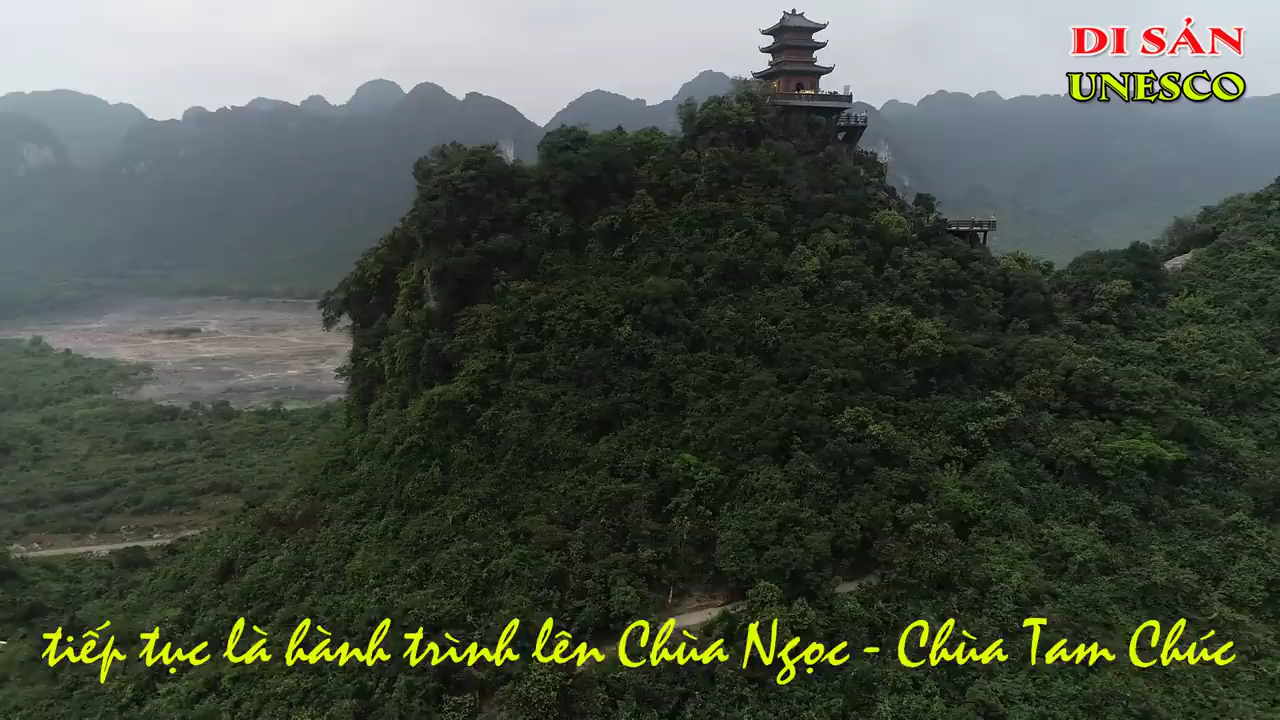 DI SẢN
UNESCO
tiếp tục là hành trình lên Chùa Ngọc - Chùa Tam Chúc